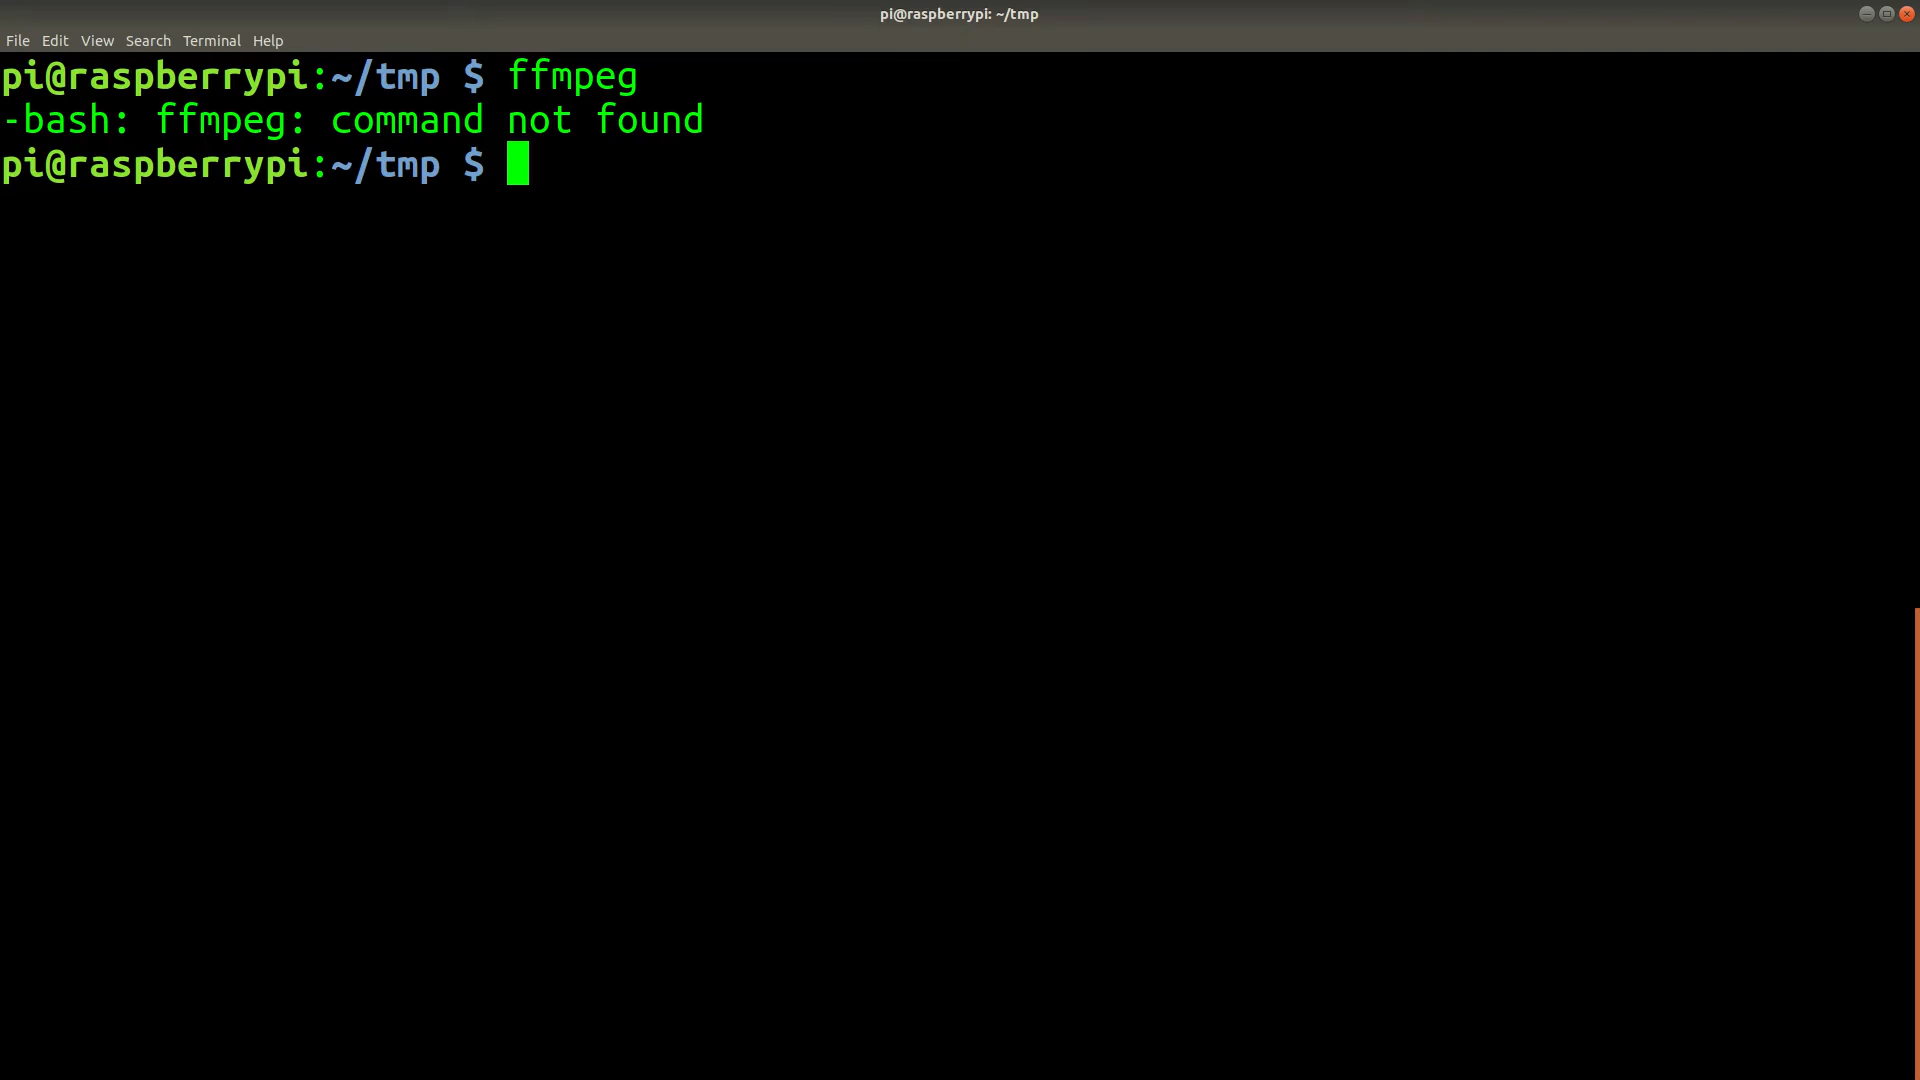 pi@raspberrypi: ~/tmp
File Edit View Search Terminal Help
pi@raspberrypi:~/tmp $ ffmpeg
-bash: ffmpeg: command not found
pi@raspberrypi:~/tmp $